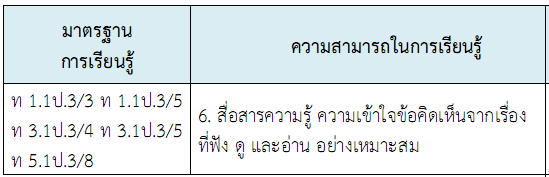 มาตรฐาน
การเรียนรู้
ความสามารถในการเรียนรู้
ท 1.1ป.3/3 ท 1.1ป.3/5
ท 3.1ป.3/4 ท 3.1ป.3/5
ท 5.1ป.3/8
6. สื่อสารความรู้ ความเข้าใจข้อคิดเห็นจากเรื่อง
ที่ฟัง ดู และอ่าน อย่างเหมาะสม